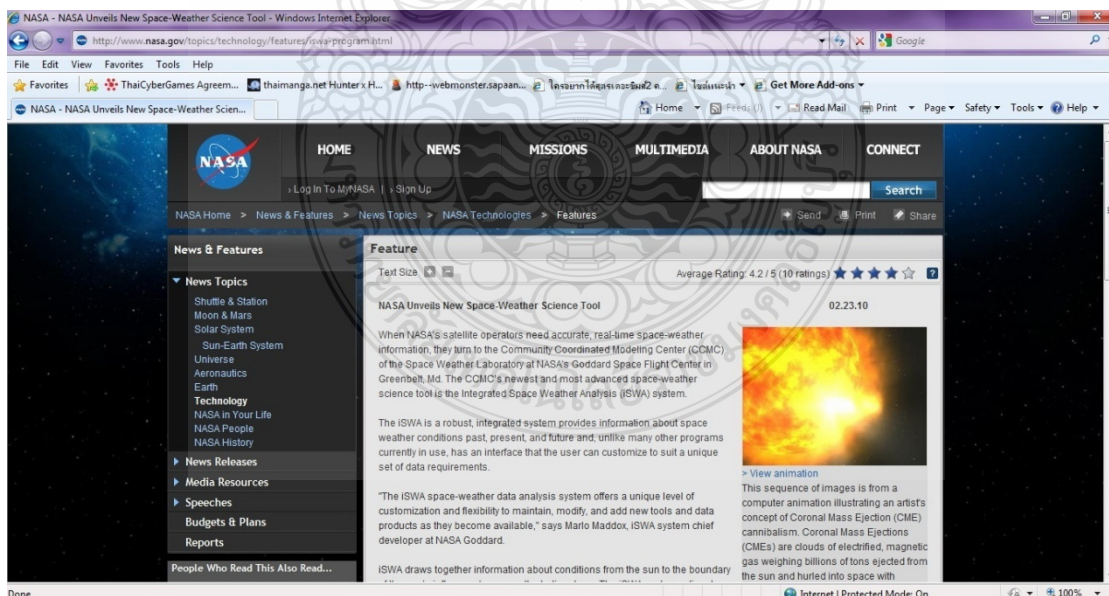 NASA - NASA Unveils New Space-Weather Science Tool - Windows Internet Explorer
http://www.nasa.gov/topics/technology/features/iswa-program.html
Google
File Edit View Favorites Tools Help
Favorites ThaiCyberGames Agreem... thaimanga.net Hunter x H... http--webmonster.sapaan... Get More Add-ons
NASA - NASA Unveils New Space-Weather Scien...
Home Feeds (J) Read Mail Print Page Safety Tools Help
NASA
HOME NEWS MISSIONS MULTIMEDIA ABOUT NASA CONNECT
› Log In To MyNASA | › Sign Up
Search
NASA Home > News & Features > News Topics > NASA Technologies > Features
Send Print Share
News & Features
News Topics
Shuttle & Station
Moon & Mars
Solar System
Sun-Earth System
Universe
Aeronautics
Earth
Technology
NASA in Your Life
NASA People
NASA History
News Releases
Media Resources
Speeches
Budgets & Plans
Reports
People Who Read This Also Read...
Feature
Text Size
Average Rating: 4.2 / 5 (10 ratings)
NASA Unveils New Space-Weather Science Tool
02.23.10
When NASA's satellite operators need accurate, real-time space-weather
information, they turn to the Community Coordinated Modeling Center (CCMC)
of the Space Weather Laboratory at NASA's Goddard Space Flight Center in
Greenbelt, Md. The CCMC's newest and most advanced space-weather
science tool is the Integrated Space Weather Analysis (iSWA) system.
The iSWA is a robust, integrated system provides information about space
weather conditions past, present, and future and, unlike many other programs
currently in use, has an interface that the user can customize to suit a unique
set of data requirements.
"The iSWA space-weather data analysis system offers a unique level of
customization and flexibility to maintain, modify, and add new tools and data
products as they become available," says Marlo Maddox, iSWA system chief
developer at NASA Goddard.
iSWA draws together information about conditions from the sun to the boundary
> View animation
This sequence of images is from a
computer animation illustrating an artist's
concept of Coronal Mass Ejection (CME)
cannibalism. Coronal Mass Ejections
(CMEs) are clouds of electrified, magnetic
gas weighing billions of tons ejected from
the sun and hurled into space with
Done
Internet | Protected Mode: On
100%